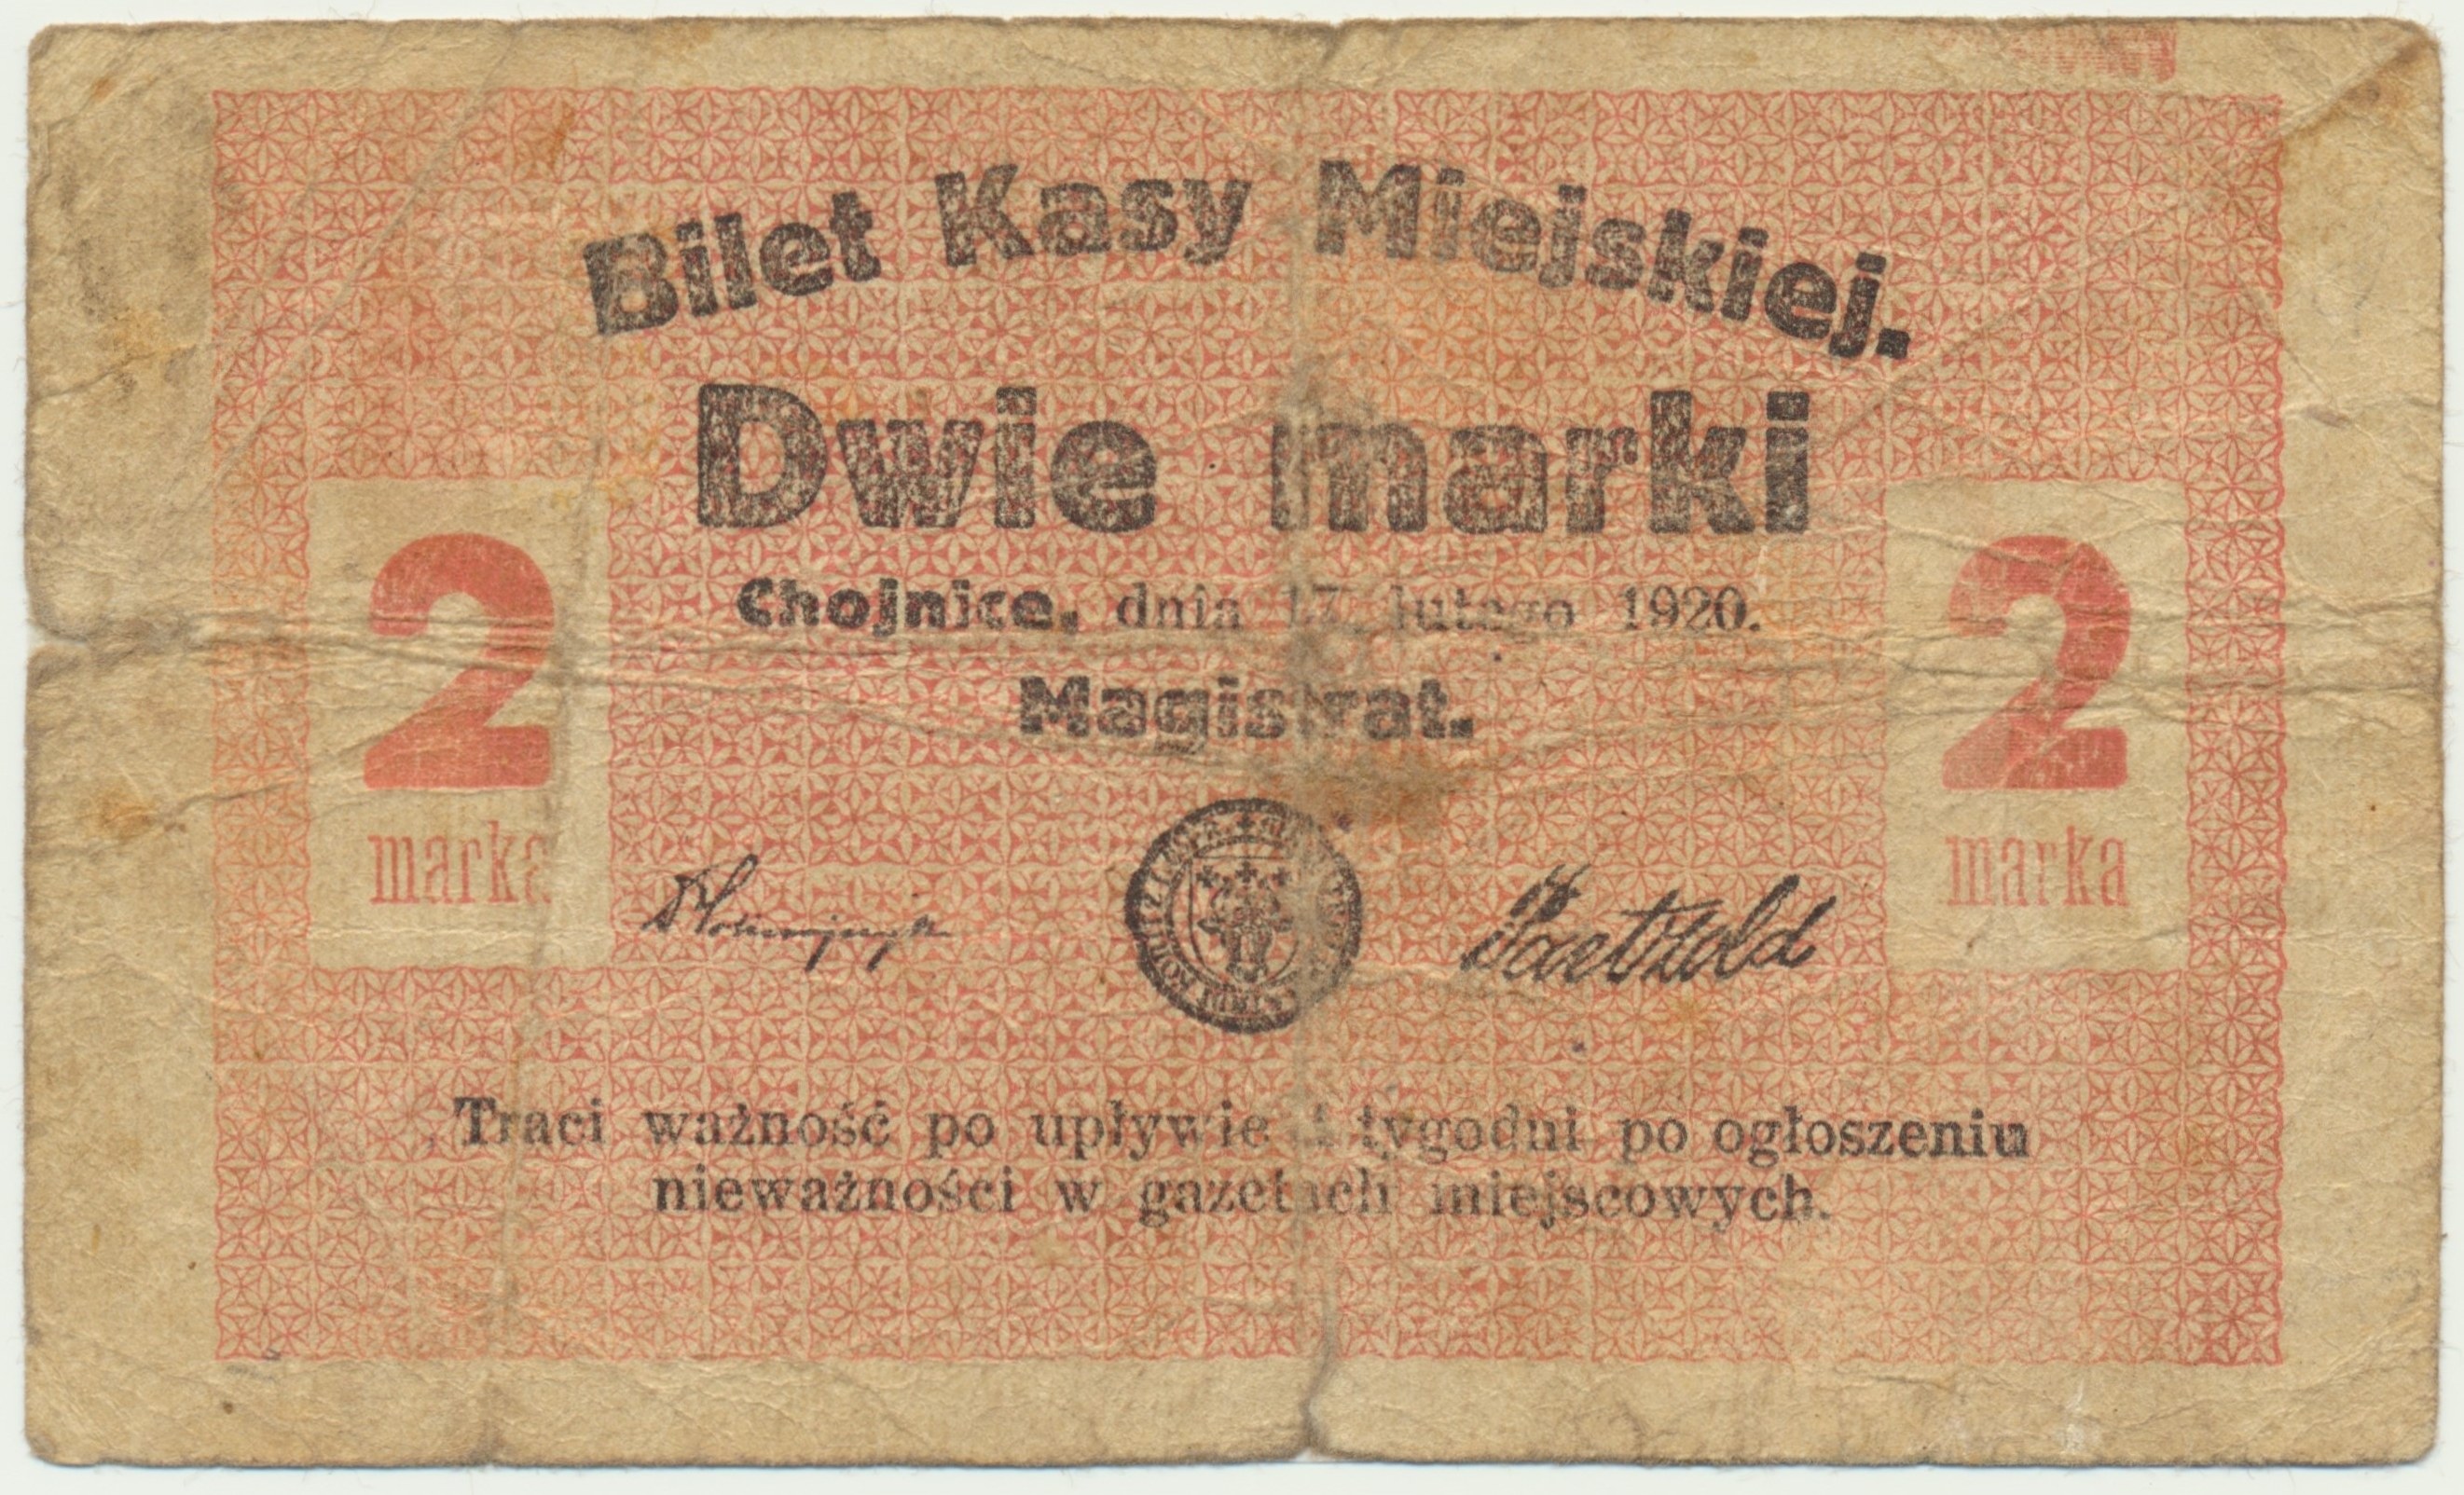 Bilet Kasy Miejskiej.
Dwie marki
Chojnice, dnia 17. lutego 1920.
Magistrat.
2
marka
2
marka
Traci ważność po upływie 4 tygodni po ogłoszeniu
nieważności w gazetach miejscowych.